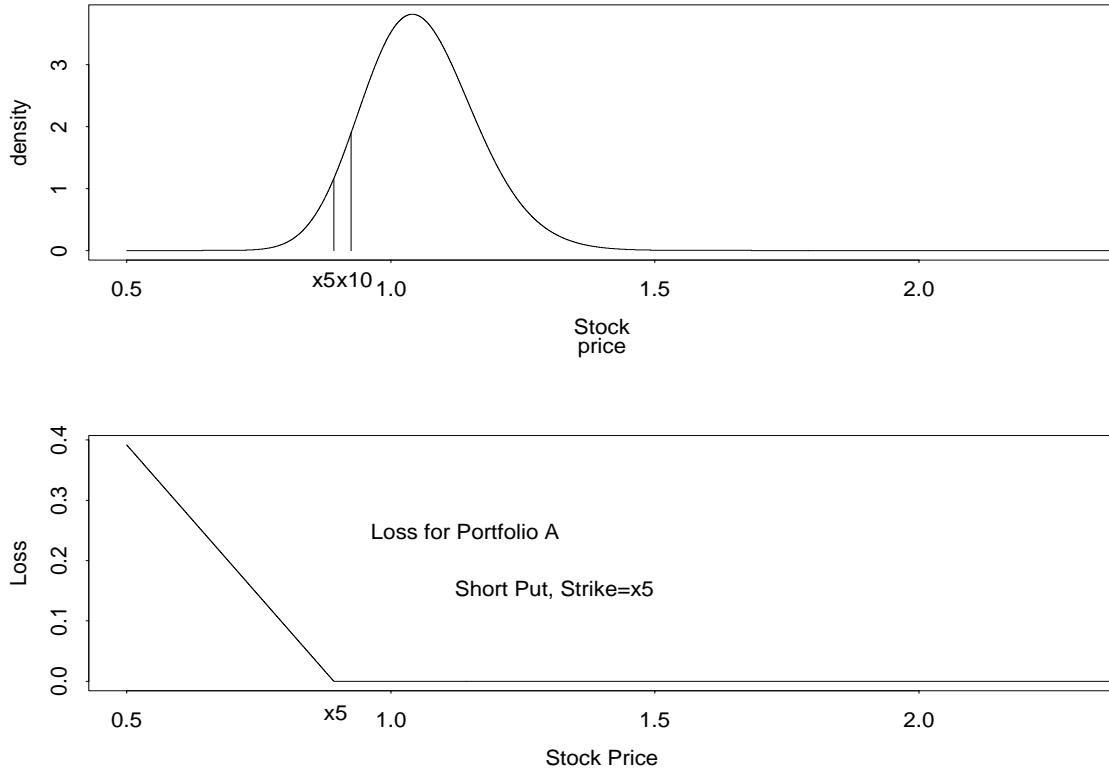 density
3
2
1
0
0.5 x5x10 1.0 1.5 2.0
Stock
price
Loss
0.4
0.3
0.2
0.1
0.0
Loss for Portfolio A
Short Put, Strike=x5
0.5 x5 1.0 1.5 2.0
Stock Price